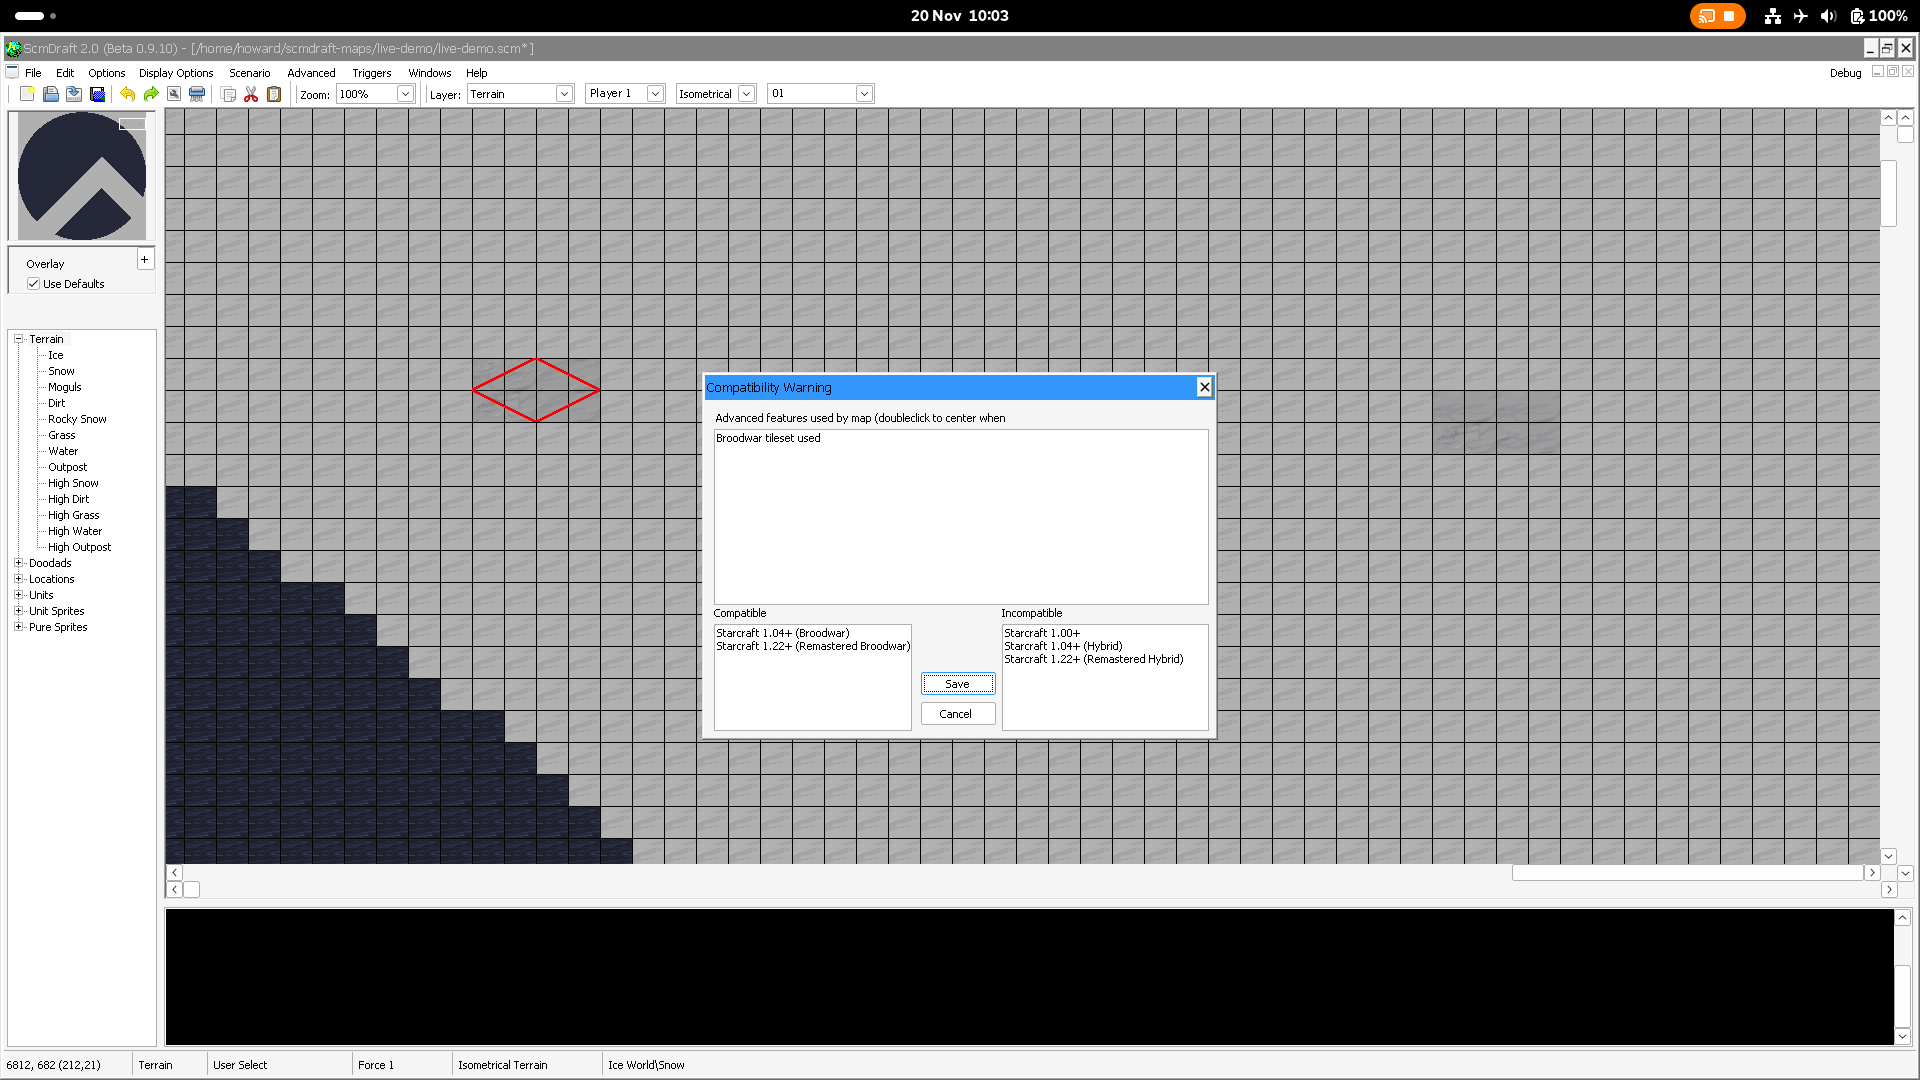 20 Nov 10:03
100%
ScmDraft 2.0 (Beta 0.9.10) - [/home/howard/scmdraft-maps/live-demo/live-demo.scm*]
File Edit Options Display Options Scenario Advanced Triggers Windows Help Debug
Zoom: 100% Layer: Terrain Player 1 Isometrical 01
Overlay +
Use Defaults
Terrain
Ice
Snow
Moguls
Dirt
Rocky Snow
Grass
Water
Outpost
High Snow
High Dirt
High Grass
High Water
High Outpost
Doodads
Locations
Units
Unit Sprites
Pure Sprites
Compatibility Warning
Advanced features used by map (doubleclick to center when
Broodwar tileset used
Compatible
Starcraft 1.04+ (Broodwar)
Starcraft 1.22+ (Remastered Broodwar)
Save
Cancel
Incompatible
Starcraft 1.00+
Starcraft 1.04+ (Hybrid)
Starcraft 1.22+ (Remastered Hybrid)
6812, 682 (212,21) Terrain User Select Force 1 Isometrical Terrain Ice World\Snow